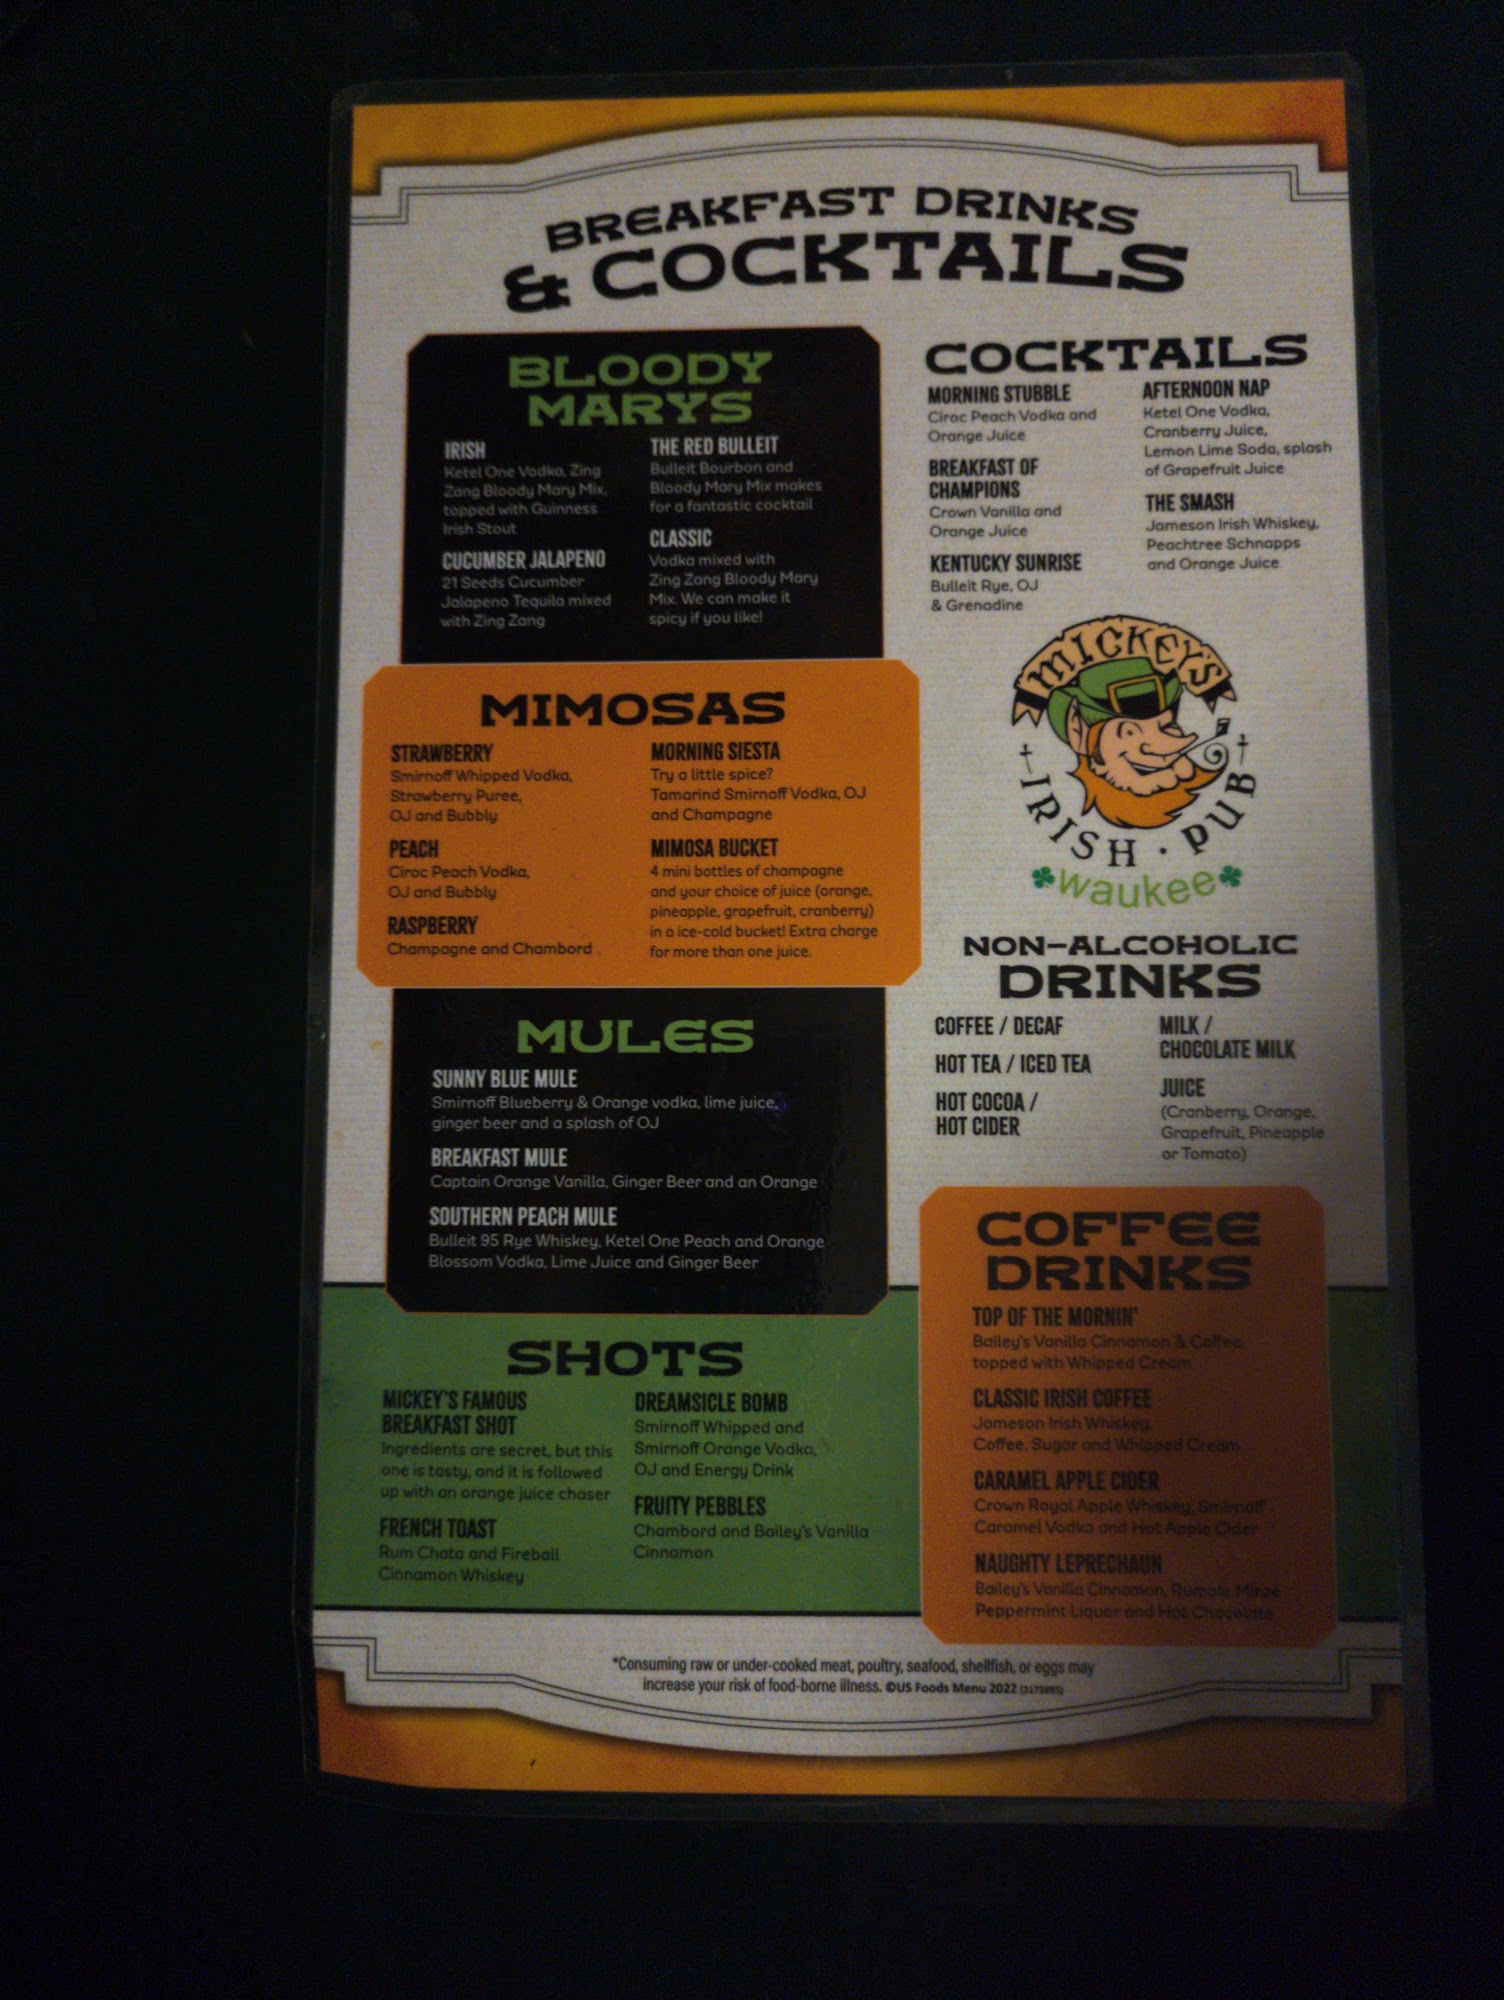 BREAKFAST DRINKS
& COCKTAILS
BLOODY
MARYS
IRISH
Ketel One Vodka, Zing
Zang Bloody Mary Mix,
topped with Guinness
Irish Stout
CUCUMBER JALAPENO
21 Seeds Cucumber
Jalapeno Tequila mixed
with Zing Zang
THE RED BULLEIT
Bulleit Bourbon and
Bloody Mary Mix makes
for a fantastic cocktail
CLASSIC
Vodka mixed with
Zing Zang Bloody Mary
Mix. We can make it
spicy if you like!
MIMOSAS
STRAWBERRY
Smirnoff Whipped Vodka,
Strawberry Puree,
OJ and Bubbly
PEACH
Ciroc Peach Vodka,
OJ and Bubbly
RASPBERRY
Champagne and Chambord
MORNING SIESTA
Try a little spice?
Tamarind Smirnoff Vodka, OJ
and Champagne
MIMOSA BUCKET
4 mini bottles of champagne
and your choice of juice (orange,
pineapple, grapefruit, cranberry)
in a ice-cold bucket! Extra charge
for more than one juice.
MULES
SUNNY BLUE MULE
Smirnoff Blueberry & Orange vodka, lime juice,
ginger beer and a splash of OJ
BREAKFAST MULE
Captain Orange Vanilla, Ginger Beer and an Orange
SOUTHERN PEACH MULE
Bulleit 95 Rye Whiskey, Ketel One Peach and Orange
Blossom Vodka, Lime Juice and Ginger Beer
SHOTS
MICKEY'S FAMOUS
BREAKFAST SHOT
Ingredients are secret, but this
one is tasty, and it is followed
up with an orange juice chaser
FRENCH TOAST
Rum Chata and Fireball
Cinnamon Whiskey
DREAMSICLE BOMB
Smirnoff Whipped and
Smirnoff Orange Vodka,
OJ and Energy Drink
FRUITY PEBBLES
Chambord and Bailey's Vanilla
Cinnamon
COCKTAILS
MORNING STUBBLE
Ciroc Peach Vodka and
Orange Juice
BREAKFAST OF
CHAMPIONS
Crown Vanilla and
Orange Juice
KENTUCKY SUNRISE
Bulleit Rye, OJ
& Grenadine
AFTERNOON NAP
Ketel One Vodka,
Cranberry Juice,
Lemon Lime Soda, splash
of Grapefruit Juice
THE SMASH
Jameson Irish Whiskey,
Peachtree Schnapps
and Orange Juice
MICKEY'S
IRISH · PUB
waukee
NON-ALCOHOLIC
DRINKS
COFFEE / DECAF
HOT TEA / ICED TEA
HOT COCOA /
HOT CIDER
MILK /
CHOCOLATE MILK
JUICE
(Cranberry, Orange,
Grapefruit, Pineapple
or Tomato)
COFFEE
DRINKS
TOP OF THE MORNIN'
Bailey's Vanilla Cinnamon & Coffee,
topped with Whipped Cream
CLASSIC IRISH COFFEE
Jameson Irish Whiskey,
Coffee, Sugar and Whipped Cream
CARAMEL APPLE CIDER
Crown Royal Apple Whiskey, Smirnoff
Caramel Vodka and Hot Apple Cider
NAUGHTY LEPRECHAUN
Bailey's Vanilla Cinnamon, Rumple Minze
Peppermint Liquor and Hot Chocolate
*Consuming raw or under-cooked meat, poultry, seafood, shellfish, or eggs may
increase your risk of food-borne illness. ©US Foods Menu 2022 (2173895)